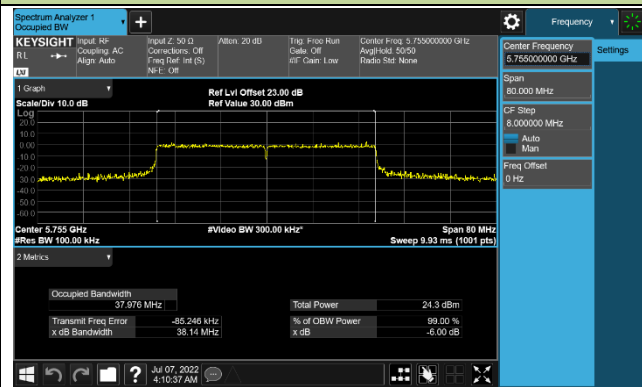 Spectrum Analyzer 1
Occupied BW
+
Frequency
KEYSIGHT
Input: RF
Coupling: AC
Align: Auto
RL
LXI
Input Z: 50 Ω
Corrections: Off
Freq Ref: Int (S)
NFE: Off
Atten: 20 dB
Trig: Free Run
Gate: Off
#IF Gain: Low
Center Freq: 5.755000000 GHz
Avg|Hold: 50/50
Radio Std: None
Center Frequency
5.755000000 GHz
Settings
Span
80.000 MHz
CF Step
8.000000 MHz
Auto
Man
Freq Offset
0 Hz
1 Graph
Scale/Div 10.0 dB
Ref Lvl Offset 23.00 dB
Ref Value 30.00 dBm
Log
20.0
10.0
0.00
-10.0
-20.0
-30.0
-40.0
-50.0
-60.0
Center 5.755 GHz
#Res BW 100.00 kHz
#Video BW 300.00 kHz*
Span 80 MHz
Sweep 9.93 ms (1001 pts)
2 Metrics
Occupied Bandwidth
37.976 MHz
Total Power 24.3 dBm
Transmit Freq Error -85.246 kHz
% of OBW Power 99.00 %
x dB Bandwidth 38.14 MHz
x dB -6.00 dB
?
Jul 07, 2022
4:10:37 AM